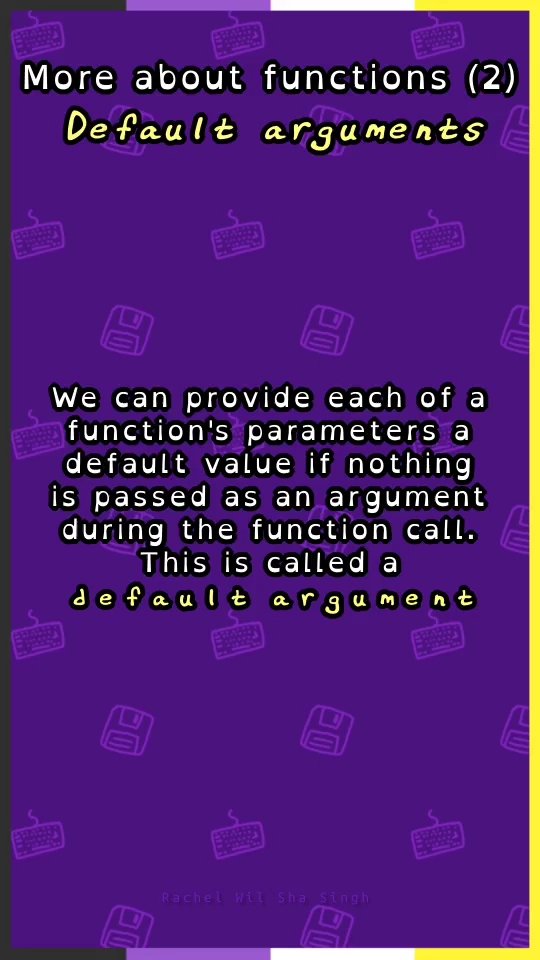 More about functions (2)
Default arguments
We can provide each of a
function's parameters a
default value if nothing
is passed as an argument
during the function call.
This is called a
default argument
Rachel Wil Sha Singh